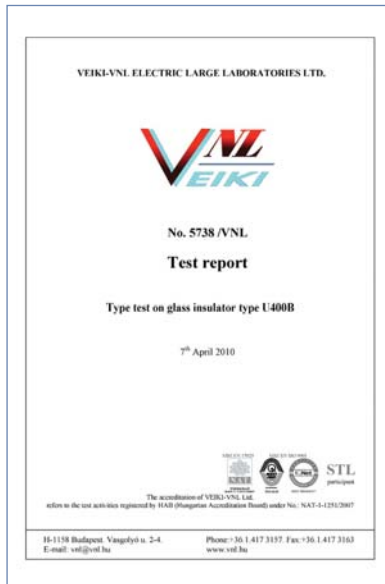 VEIKI-VNL ELECTRIC LARGE LABORATORIES LTD.
VNL
VEIKI
No. 5738 /VNL
Test report
Type test on glass insulator type U400B
7th April 2010
NAT
STL
participant
The accreditation of VEIKI-VNL Ltd.
refers to the test activities registered by HAB (Hungarian Accreditation Board) under No.: NAT-1-1251/2007
H-1158 Budapest, Vasgolyó u. 2-4. Phone:+36.1.417 3157 Fax:+36.1.417 3163
E-mail: vnl@vnl.hu www.vnl.hu